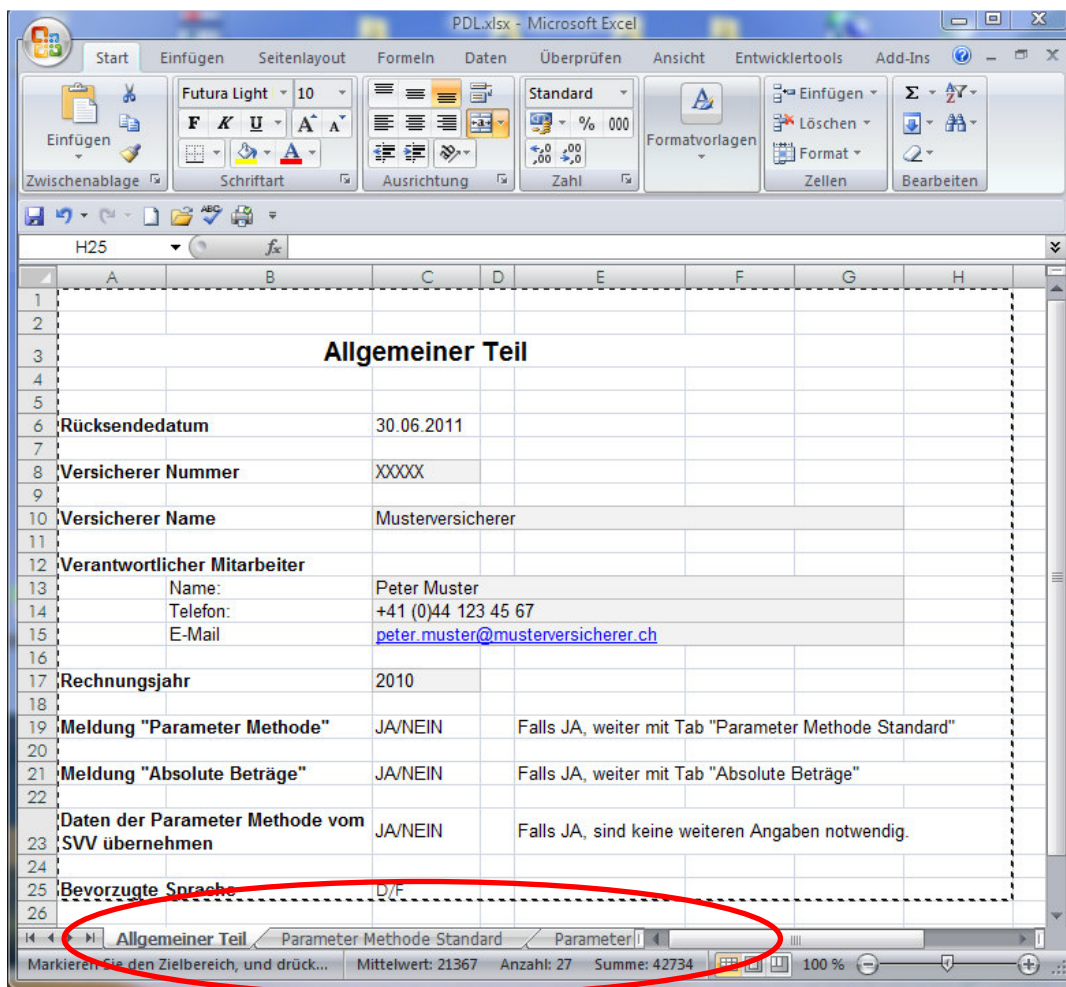 PDL.xlsx - Microsoft Excel
Start Einfügen Seitenlayout Formeln Daten Überprüfen Ansicht Entwicklertools Add-Ins
Futura Light 10 Standard
Einfügen F K U A A % 000 Formatvorlagen Einfügen Löschen Format Σ
Zwischenablage Schriftart Ausrichtung Zahl Zellen Bearbeiten
H25 fx
A B C D E F G H
1
2
3 Allgemeiner Teil
4
5
6 Rücksendedatum 30.06.2011
7
8 Versicherer Nummer XXXXX
9
10 Versicherer Name Musterversicherer
11
12 Verantwortlicher Mitarbeiter
13 Name: Peter Muster
14 Telefon: +41 (0)44 123 45 67
15 E-Mail peter.muster@musterversicherer.ch
16
17 Rechnungsjahr 2010
18
19 Meldung "Parameter Methode" JA/NEIN Falls JA, weiter mit Tab "Parameter Methode Standard"
20
21 Meldung "Absolute Beträge" JA/NEIN Falls JA, weiter mit Tab "Absolute Beträge"
22
Daten der Parameter Methode vom
23 SVV übernehmen JA/NEIN Falls JA, sind keine weiteren Angaben notwendig.
24
25 Bevorzugte Sprache D/F
26
Allgemeiner Teil Parameter Methode Standard Parameter
Markieren Sie den Zielbereich, und drück... Mittelwert: 21367 Anzahl: 27 Summe: 42734 100 %